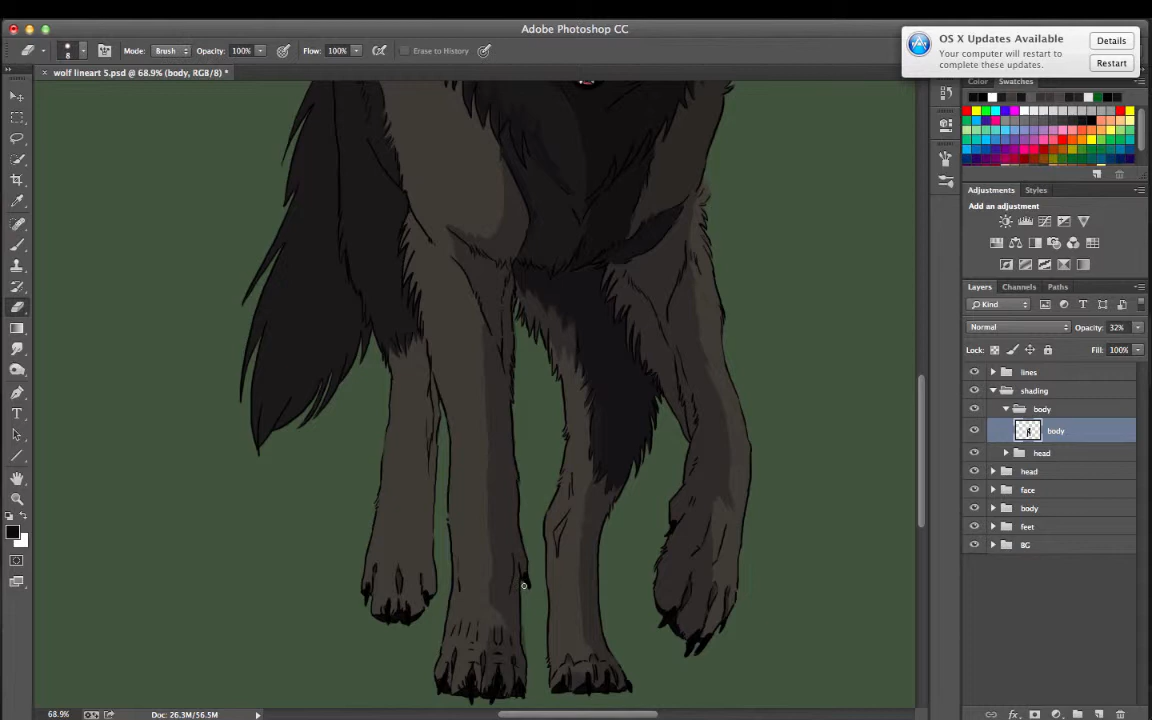 Adobe Photoshop CC
8
Mode: Brush Opacity: 100% Flow: 100% Erase to History
OS X Updates Available
Your computer will restart to complete these updates.
Details
Restart
wolf lineart 5.psd @ 68.9% (body, RGB/8) *
Color Swatches
Adjustments Styles
Add an adjustment
Layers Channels Paths
Kind
Normal Opacity: 32%
Lock: Fill: 100%
lines
shading
body
body
head
head
face
body
feet
BG
68.9% Doc: 26.3M/56.5M
fx